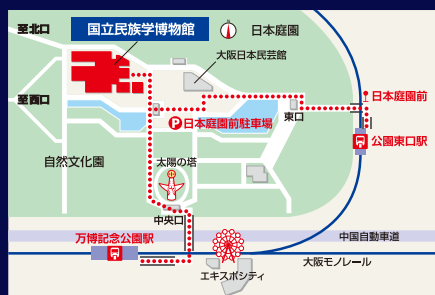 至北口
国立民族学博物館
日本庭園
大阪日本民芸館
至西口
日本庭園前
P日本庭園前駐車場
東口
公園東口駅
自然文化園
太陽の塔
中央口
万博記念公園駅
中国自動車道
大阪モノレール
エキスポシティ